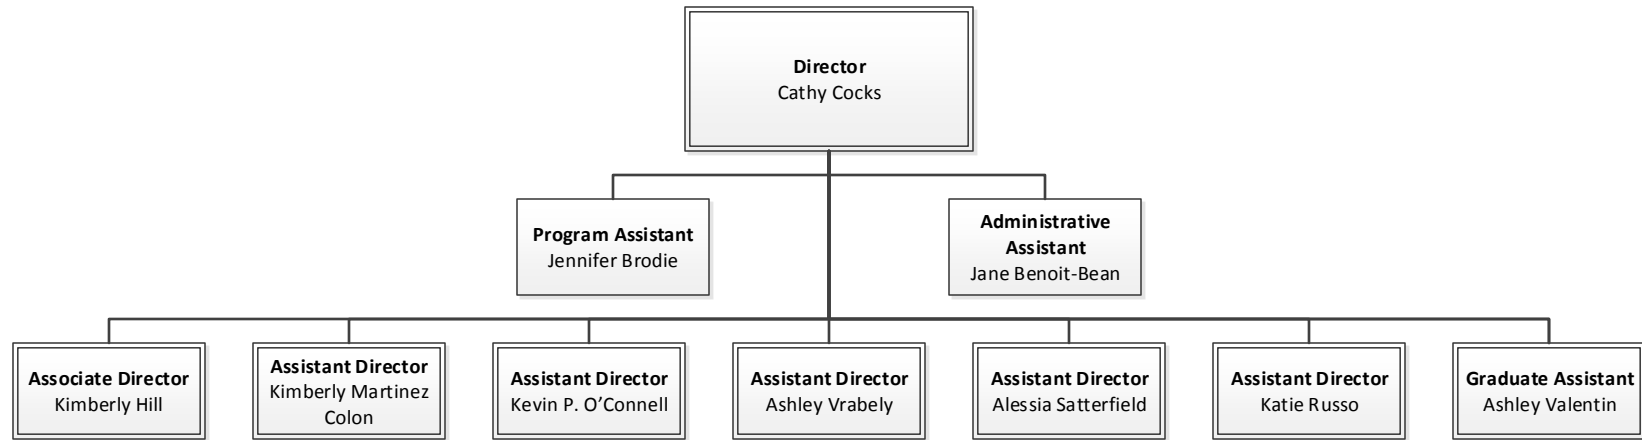 Director
Cathy Cocks
Program Assistant
Jennifer Brodie
Administrative
Assistant
Jane Benoit-Bean
Associate Director
Kimberly Hill
Assistant Director
Kimberly Martinez
Colon
Assistant Director
Kevin P. O’Connell
Assistant Director
Ashley Vrabely
Assistant Director
Alessia Satterfield
Assistant Director
Katie Russo
Graduate Assistant
Ashley Valentin